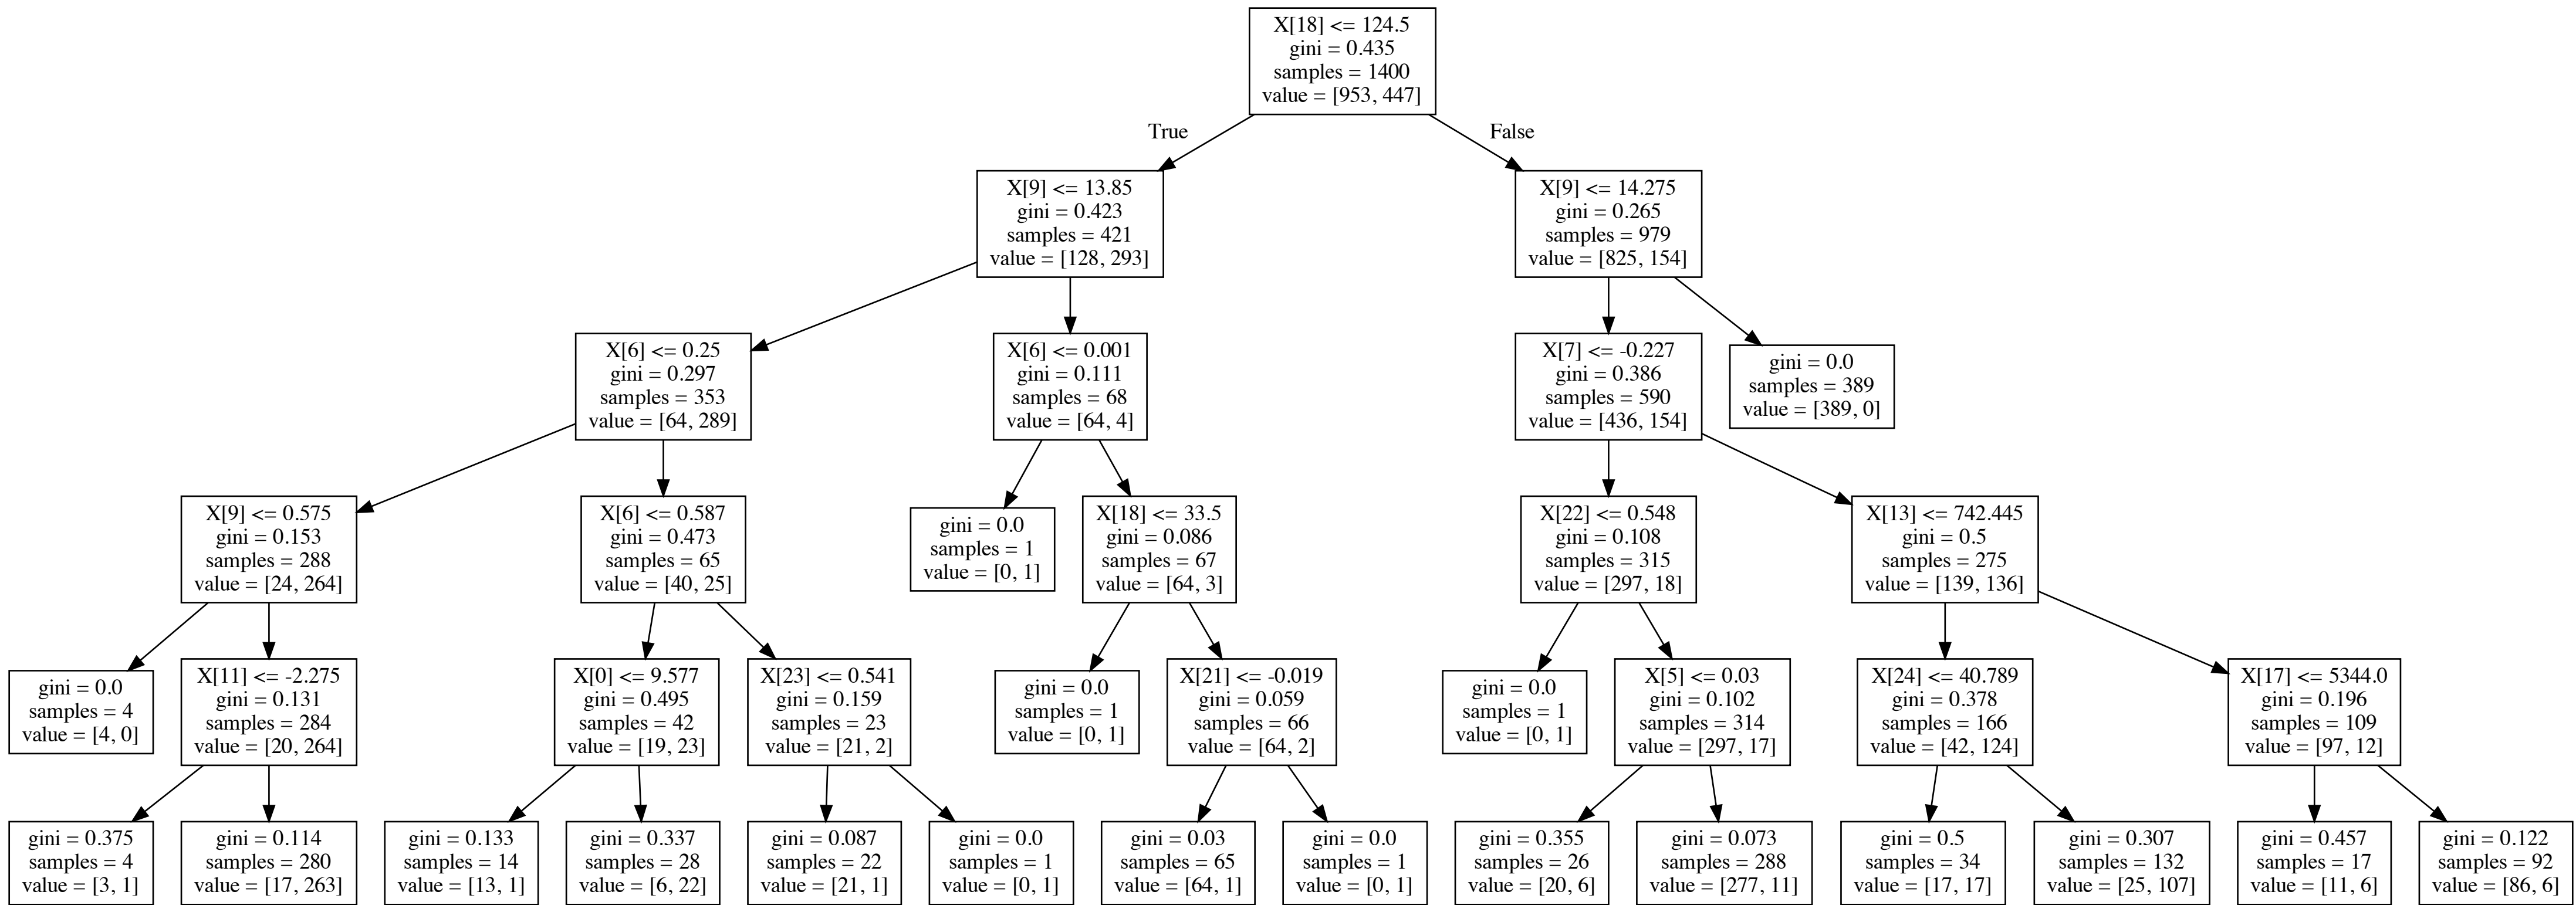 X[18] <= 124.5
gini = 0.435
samples = 1400
value = [953, 447]
True
False
X[9] <= 13.85
gini = 0.423
samples = 421
value = [128, 293]
X[9] <= 14.275
gini = 0.265
samples = 979
value = [825, 154]
X[6] <= 0.25
gini = 0.297
samples = 353
value = [64, 289]
X[6] <= 0.001
gini = 0.111
samples = 68
value = [64, 4]
X[7] <= -0.227
gini = 0.386
samples = 590
value = [436, 154]
gini = 0.0
samples = 389
value = [389, 0]
X[9] <= 0.575
gini = 0.153
samples = 288
value = [24, 264]
X[6] <= 0.587
gini = 0.473
samples = 65
value = [40, 25]
gini = 0.0
samples = 1
value = [0, 1]
X[18] <= 33.5
gini = 0.086
samples = 67
value = [64, 3]
X[22] <= 0.548
gini = 0.108
samples = 315
value = [297, 18]
X[13] <= 742.445
gini = 0.5
samples = 275
value = [139, 136]
gini = 0.0
samples = 4
value = [4, 0]
X[11] <= -2.275
gini = 0.131
samples = 284
value = [20, 264]
X[0] <= 9.577
gini = 0.495
samples = 42
value = [19, 23]
X[23] <= 0.541
gini = 0.159
samples = 23
value = [21, 2]
gini = 0.0
samples = 1
value = [0, 1]
X[21] <= -0.019
gini = 0.059
samples = 66
value = [64, 2]
gini = 0.0
samples = 1
value = [0, 1]
X[5] <= 0.03
gini = 0.102
samples = 314
value = [297, 17]
X[24] <= 40.789
gini = 0.378
samples = 166
value = [42, 124]
X[17] <= 5344.0
gini = 0.196
samples = 109
value = [97, 12]
gini = 0.375
samples = 4
value = [3, 1]
gini = 0.114
samples = 280
value = [17, 263]
gini = 0.133
samples = 14
value = [13, 1]
gini = 0.337
samples = 28
value = [6, 22]
gini = 0.087
samples = 22
value = [21, 1]
gini = 0.0
samples = 1
value = [0, 1]
gini = 0.03
samples = 65
value = [64, 1]
gini = 0.0
samples = 1
value = [0, 1]
gini = 0.355
samples = 26
value = [20, 6]
gini = 0.073
samples = 288
value = [277, 11]
gini = 0.5
samples = 34
value = [17, 17]
gini = 0.307
samples = 132
value = [25, 107]
gini = 0.457
samples = 17
value = [11, 6]
gini = 0.122
samples = 92
value = [86, 6]